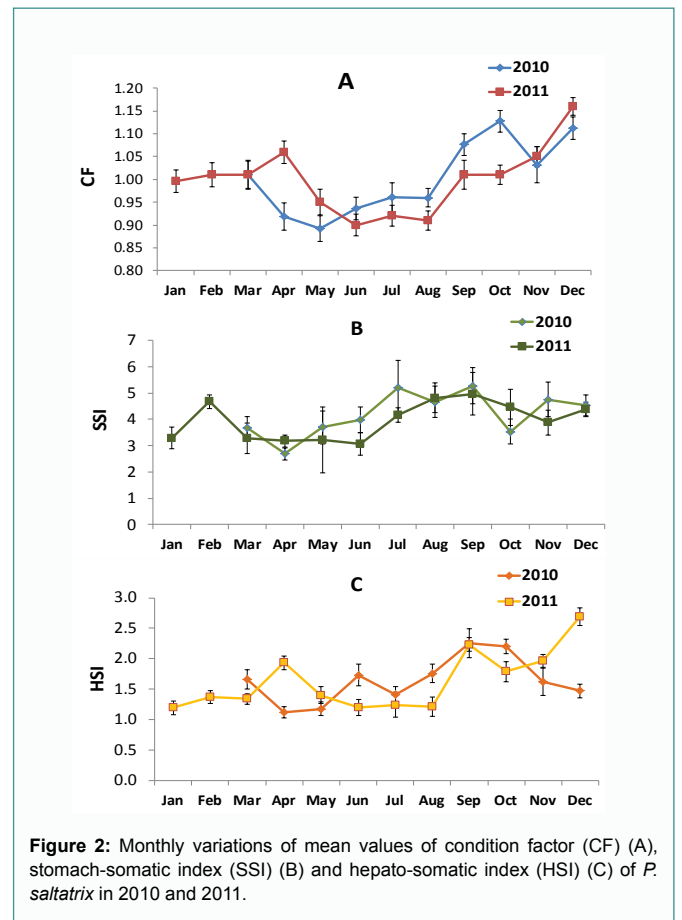 A
2010
2011
CF
1.20
1.15
1.10
1.05
1.00
0.95
0.90
0.85
0.80
Jan Feb Mar Apr May Jun Jul Aug Sep Oct Nov Dec
B
2010
2011
SSI
7
6
5
4
3
2
1
0
Jan Feb Mar Apr May Jun Jul Aug Sep Oct Nov Dec
C
2010
2011
HSI
3.0
2.5
2.0
1.5
1.0
0.5
0.0
Jan Feb Mar Apr May Jun Jul Aug Sep Oct Nov Dec
Figure 2: Monthly variations of mean values of condition factor (CF) (A),
stomach-somatic index (SSI) (B) and hepato-somatic index (HSI) (C) of P.
saltatrix in 2010 and 2011.